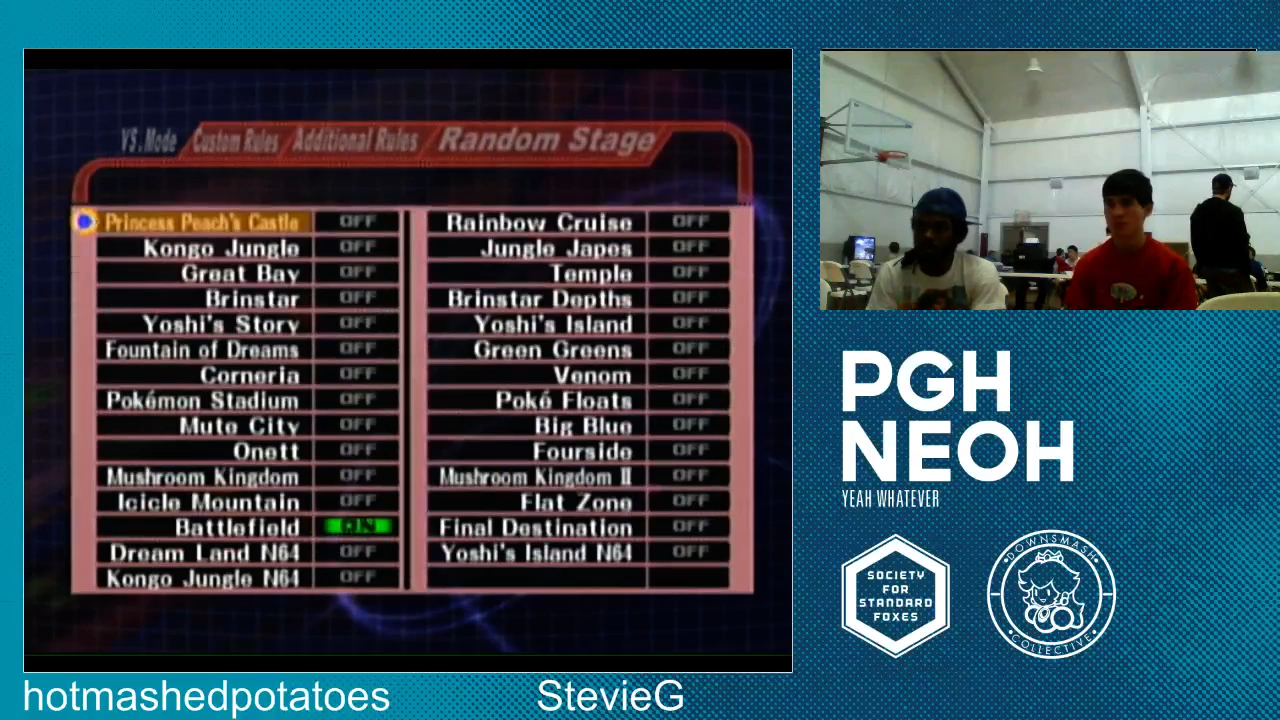 VS. Mode Custom Rules Additional Rules Random Stage
Princess Peach's Castle OFF Rainbow Cruise OFF
Kongo Jungle OFF Jungle Japes OFF
Great Bay OFF Temple OFF
Brinstar OFF Brinstar Depths OFF
Yoshi's Story OFF Yoshi's Island OFF
Fountain of Dreams OFF Green Greens OFF
Corneria OFF Venom OFF
Pokémon Stadium OFF Poké Floats OFF
Mute City OFF Big Blue OFF
Onett OFF Fourside OFF
Mushroom Kingdom OFF Mushroom Kingdom II OFF
Icicle Mountain OFF Flat Zone OFF
Battlefield ON Final Destination OFF
Dream Land N64 OFF Yoshi's Island N64 OFF
Kongo Jungle N64 OFF
PGH
NEOH
YEAH WHATEVER
SOCIETY
FOR
STANDARD
FOXES
DOWNSMASH
COLLECTIVE
hotmashedpotatoes StevieG